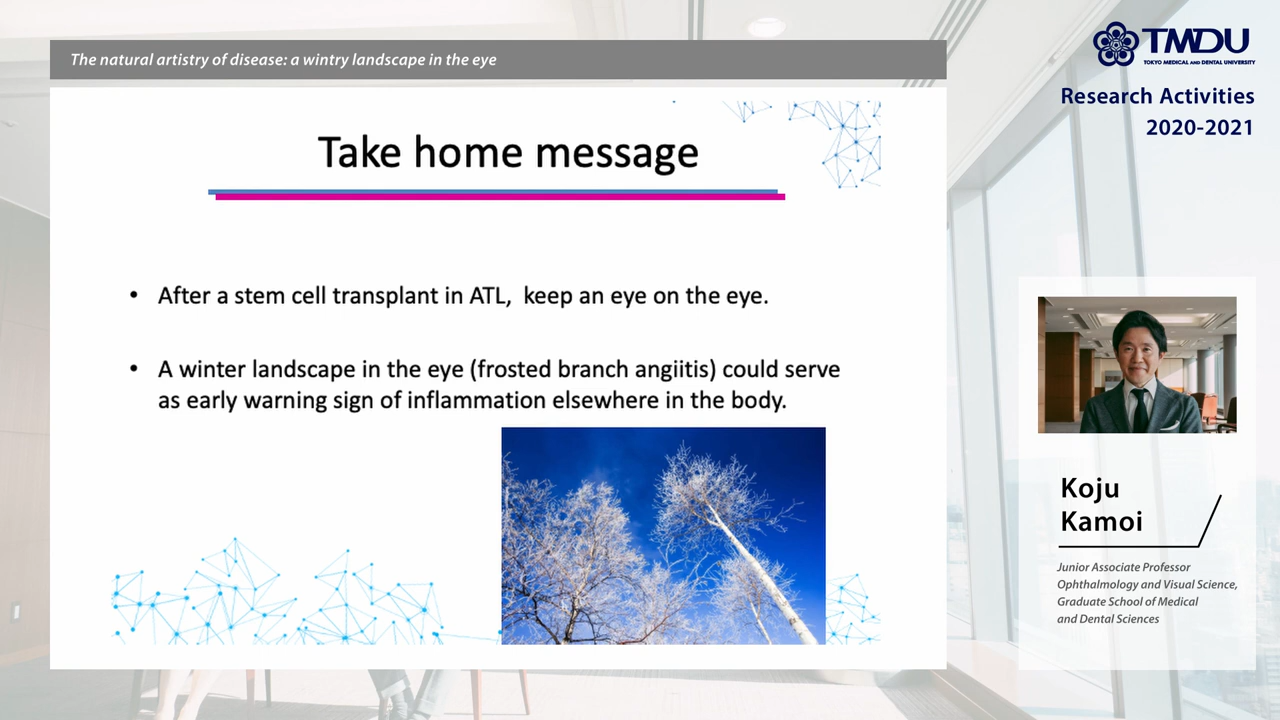 The natural artistry of disease: a wintry landscape in the eye
TMDU
TOKYO MEDICAL AND DENTAL UNIVERSITY
Research Activities
2020-2021
Take home message
• After a stem cell transplant in ATL, keep an eye on the eye.
• A winter landscape in the eye (frosted branch angiitis) could serve
as early warning sign of inflammation elsewhere in the body.
Koju
Kamoi
Junior Associate Professor
Ophthalmology and Visual Science,
Graduate School of Medical
and Dental Sciences